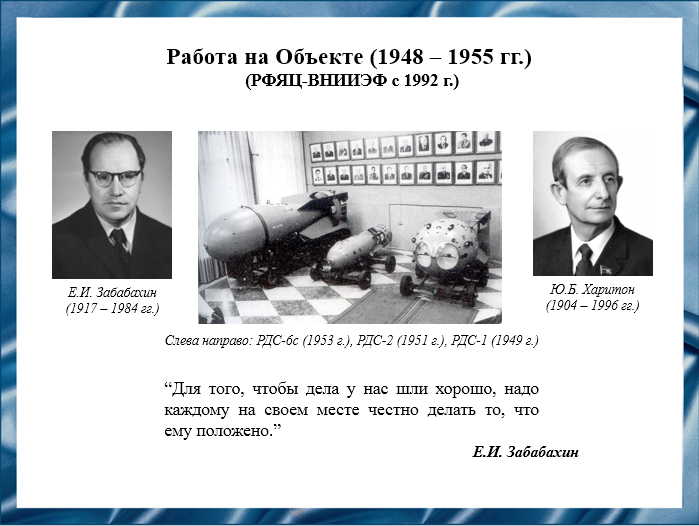 Работа на Объекте (1948 – 1955 гг.)
(РФЯЦ-ВНИИЭФ с 1992 г.)
Е.И. Забабахин
(1917 – 1984 гг.)
Ю.Б. Харитон
(1904 – 1996 гг.)
Слева направо: РДС-6с (1953 г.), РДС-2 (1951 г.), РДС-1 (1949 г.)
“Для того, чтобы дела у нас шли хорошо, надо
каждому на своем месте честно делать то, что
ему положено.”
Е.И. Забабахин